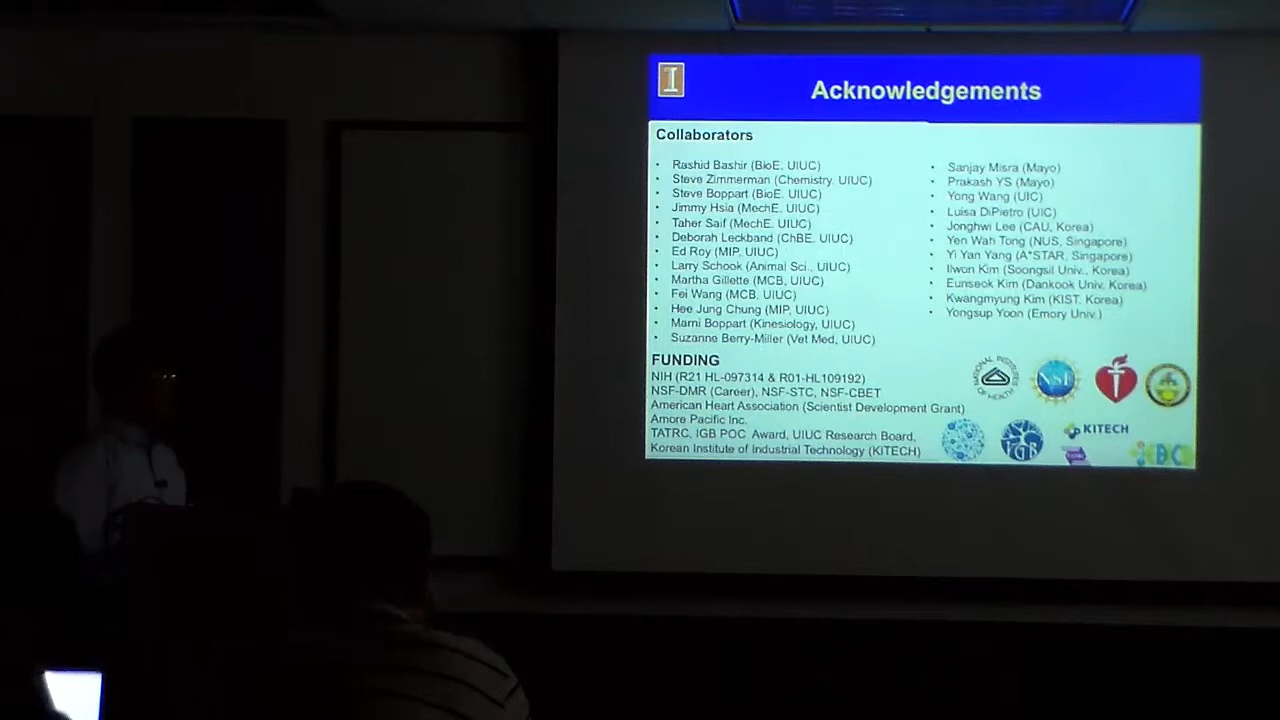 I
Acknowledgements
Collaborators
• Rashid Bashir (BioE, UIUC)
• Steve Zimmerman (Chemistry, UIUC)
• Steve Boppart (BioE, UIUC)
• Jimmy Hsia (MechE, UIUC)
• Taher Saif (MechE, UIUC)
• Deborah Leckband (ChBE, UIUC)
• Ed Roy (MIP, UIUC)
• Larry Schook (Animal Sci., UIUC)
• Martha Gillette (MCB, UIUC)
• Fei Wang (MCB, UIUC)
• Hee Jung Chung (MIP, UIUC)
• Marni Boppart (Kinesiology, UIUC)
• Suzanne Berry-Miller (Vet Med, UIUC)
• Sanjay Misra (Mayo)
• Prakash YS (Mayo)
• Yong Wang (UIC)
• Luisa DiPietro (UIC)
• Jonghwi Lee (CAU, Korea)
• Yen Wah Tong (NUS, Singapore)
• Yi Yan Yang (A*STAR, Singapore)
• Ilwon Kim (Soongsil Univ., Korea)
• Eunseok Kim (Dankook Univ, Korea)
• Kwangmyung Kim (KIST, Korea)
• Yongsup Yoon (Emory Univ.)
FUNDING
NIH (R21 HL-097314 & R01-HL109192)
NSF-DMR (Career), NSF-STC, NSF-CBET
American Heart Association (Scientist Development Grant)
Amore Pacific Inc.
TATRC, IGB POC Award, UIUC Research Board,
Korean Institute of Industrial Technology (KITECH)
NATIONAL INSTITUTES OF HEALTH
NSF
IGB
KITECH